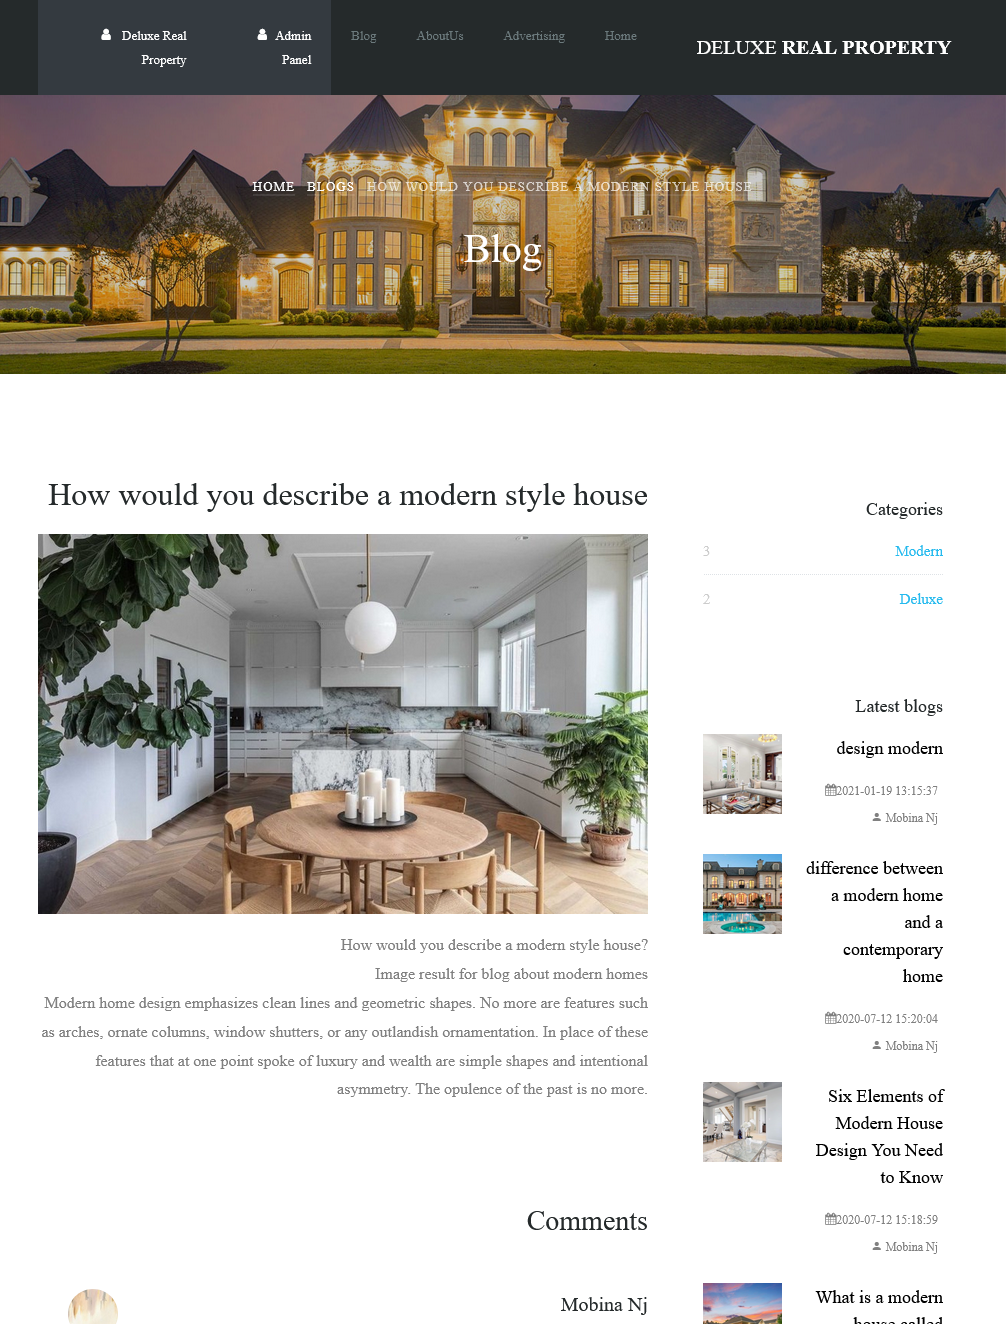 Deluxe Real
Property
Admin
Panel
Blog
AboutUs
Advertising
Home
DELUXE REAL PROPERTY
HOME BLOGS HOW WOULD YOU DESCRIBE A MODERN STYLE HOUSE
Blog
How would you describe a modern style house
How would you describe a modern style house?
Image result for blog about modern homes
Modern home design emphasizes clean lines and geometric shapes. No more are features such
as arches, ornate columns, window shutters, or any outlandish ornamentation. In place of these
features that at one point spoke of luxury and wealth are simple shapes and intentional
asymmetry. The opulence of the past is no more.
Comments
Mobina Nj
Categories
3 Modern
2 Deluxe
Latest blogs
design modern
2021-01-19 13:15:37
Mobina Nj
difference between
a modern home
and a
contemporary
home
2020-07-12 15:20:04
Mobina Nj
Six Elements of
Modern House
Design You Need
to Know
2020-07-12 15:18:59
Mobina Nj
What is a modern
house called